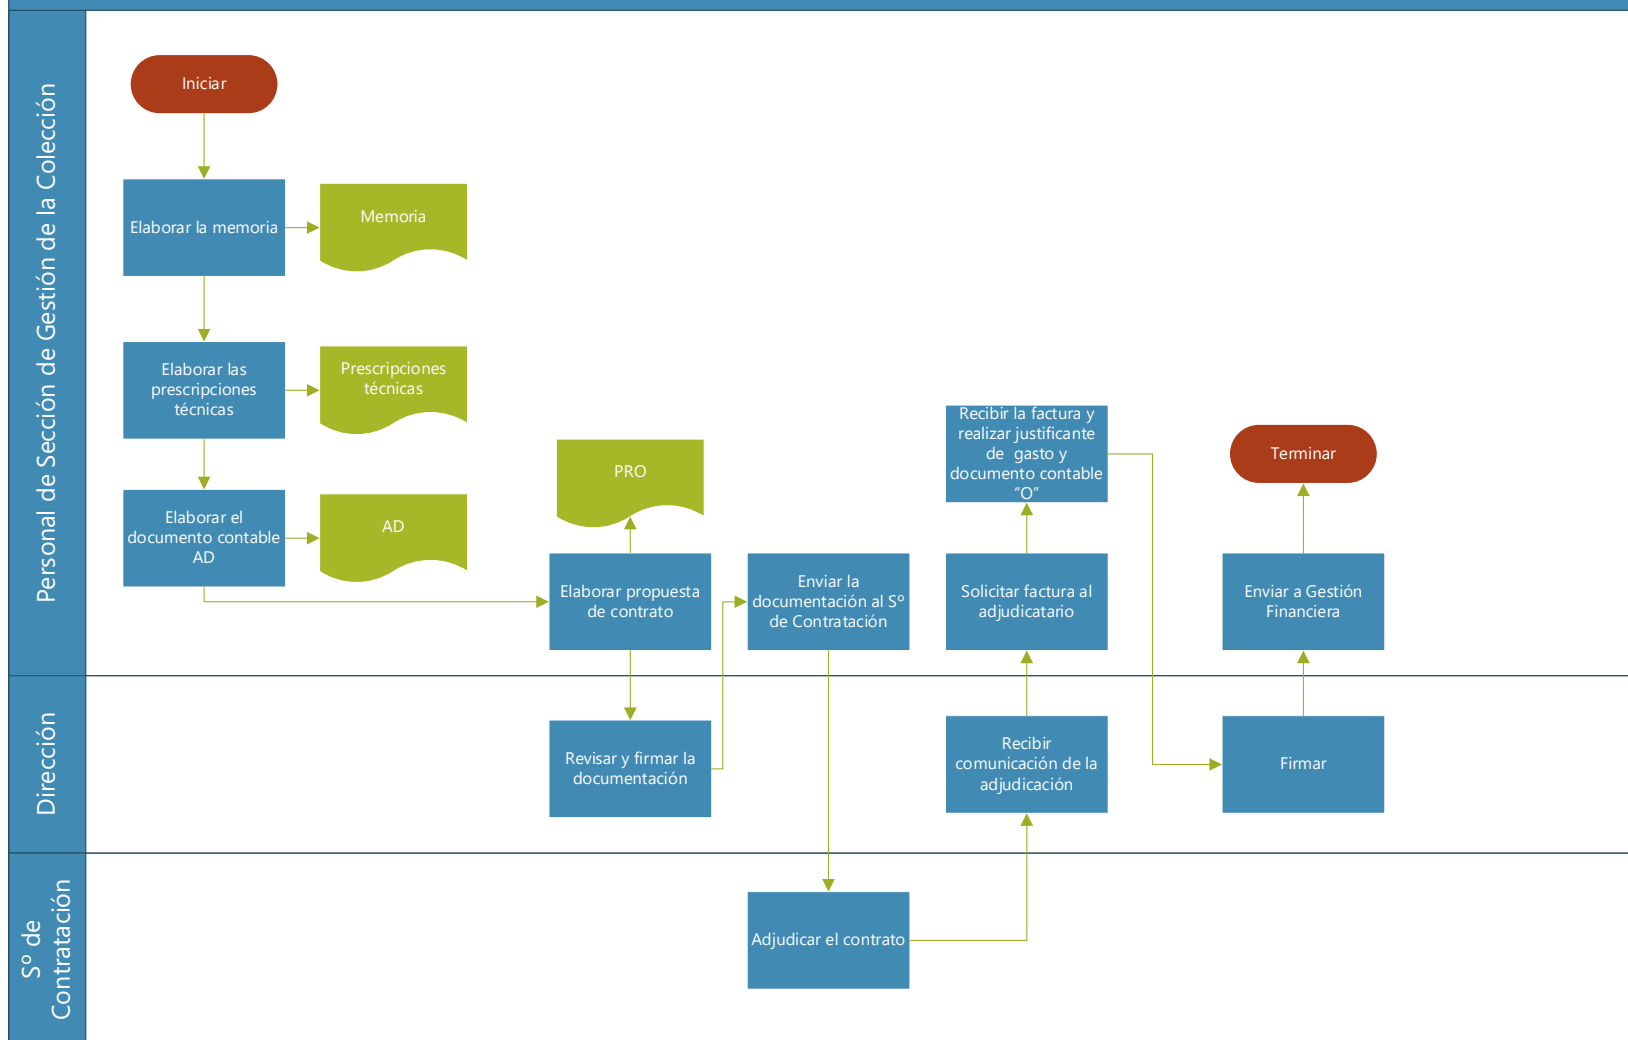 Personal de Sección de Gestión de la Colección
Iniciar
Elaborar la memoria
Memoria
Elaborar las
prescripciones
técnicas
Prescripciones
técnicas
Elaborar el
documento contable
AD
AD
PRO
Elaborar propuesta
de contrato
Enviar la
documentación al Sº
de Contratación
Recibir la factura y
realizar justificante
de gasto y
documento contable
“O”
Solicitar factura al
adjudicatario
Terminar
Enviar a Gestión
Financiera
Dirección
Revisar y firmar la
documentación
Recibir
comunicación de la
adjudicación
Firmar
Sº de
Contratación
Adjudicar el contrato